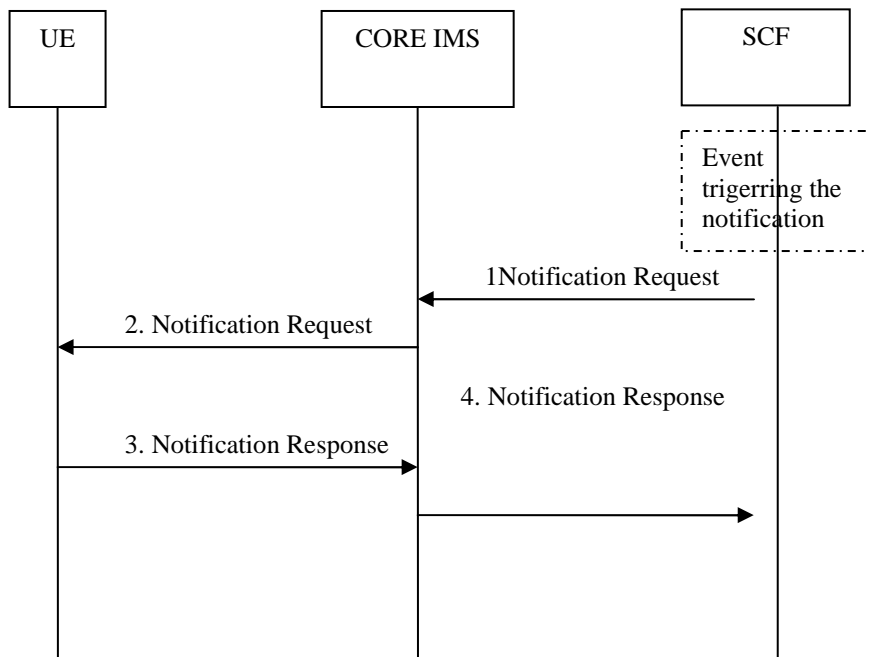 UE
CORE IMS
SCF
Event
trigerring the
notification
1Notification Request
2. Notification Request
4. Notification Response
3. Notification Response